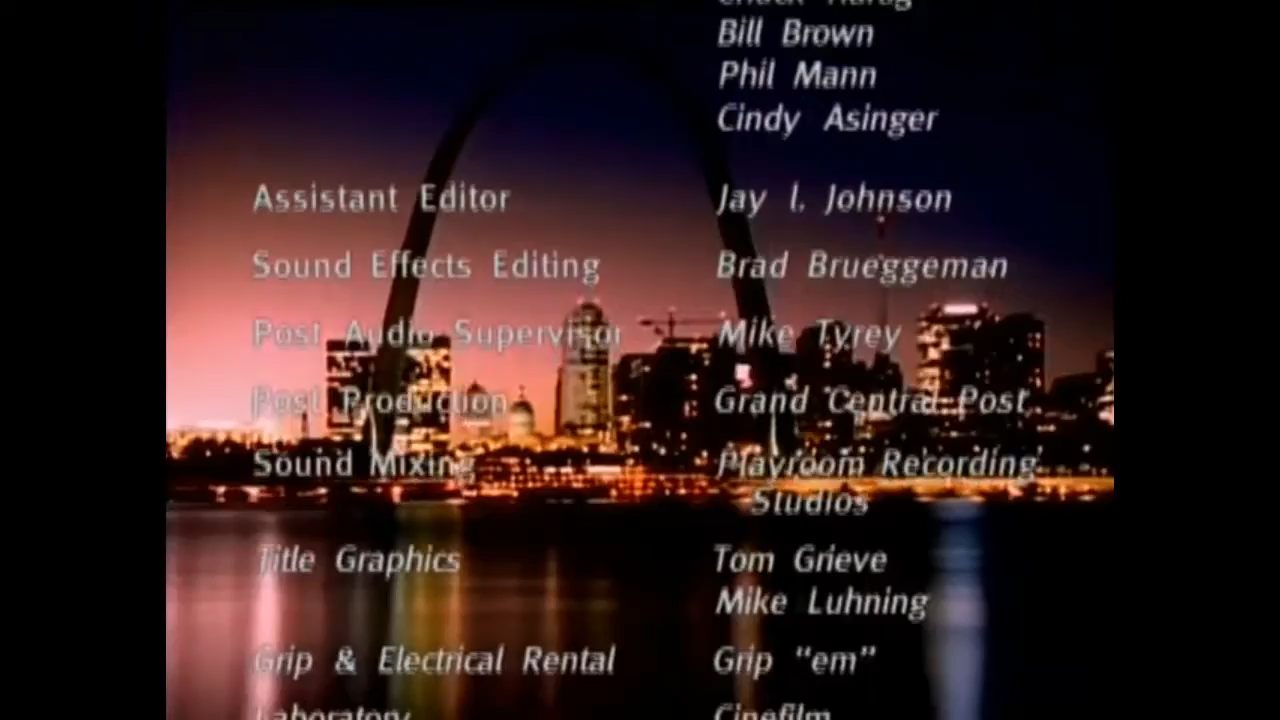 Bill Brown
Phil Mann
Cindy Asinger
Assistant Editor Jay l. Johnson
Sound Effects Editing Brad Brueggeman
Post Audio Supervisor Mike Tyrey
Post Production Grand Central Post
Sound Mixing Playroom Recording
Studios
Title Graphics Tom Grieve
Mike Luhning
Grip & Electrical Rental Grip “em”
Laboratory Cinefilm